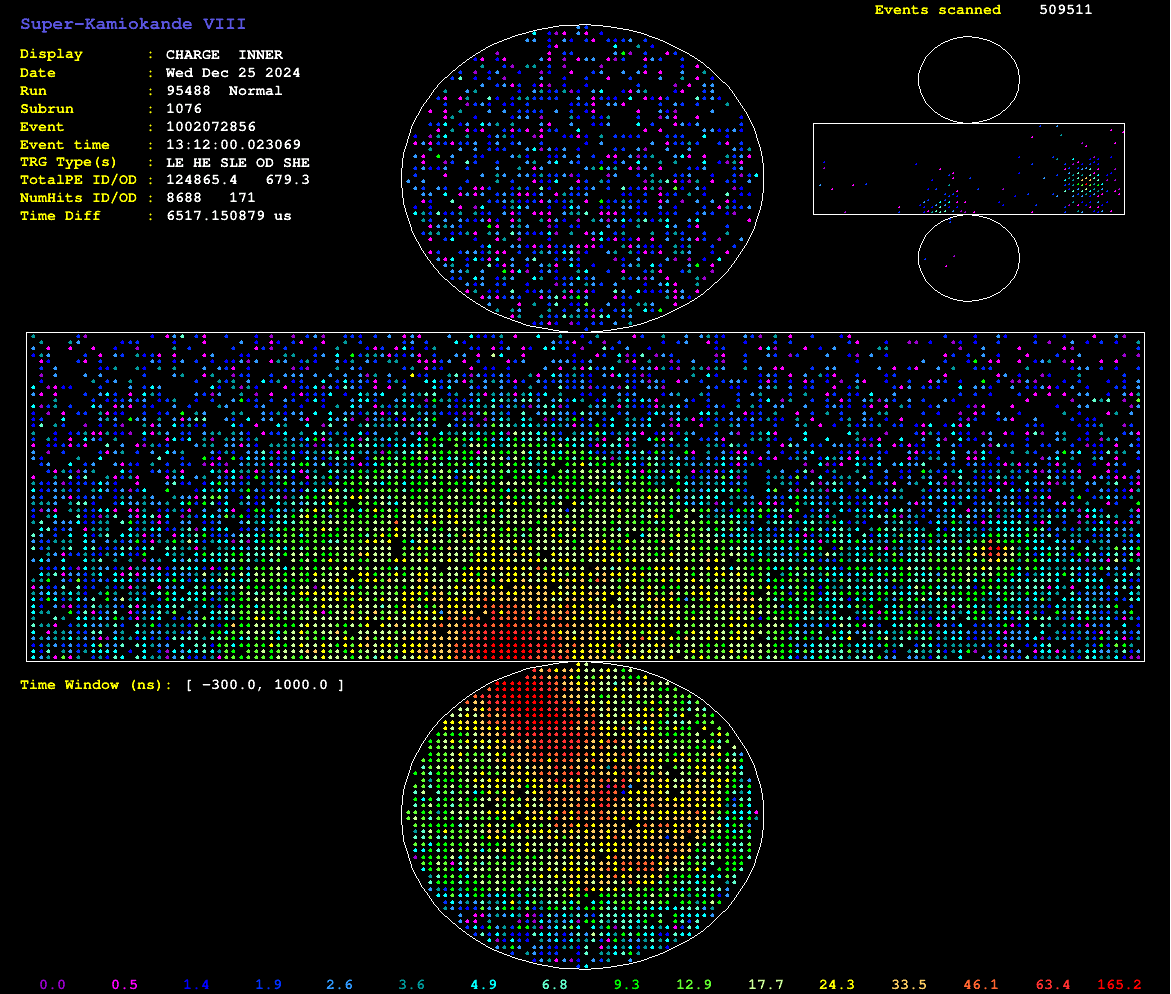 Super-Kamiokande VIII
Events scanned 509511
Display : CHARGE INNER
Date : Wed Dec 25 2024
Run : 95488 Normal
Subrun : 1076
Event : 1002072856
Event time : 13:12:00.023069
TRG Type(s) : LE HE SLE OD SHE
TotalPE ID/OD : 124865.4 679.3
NumHits ID/OD : 8688 171
Time Diff : 6517.150879 us
Time Window (ns): [ −300.0, 1000.0 ]
0.0 0.5 1.4 1.9 2.6 3.6 4.9 6.8 9.3 12.9 17.7 24.3 33.5 46.1 63.4 165.2